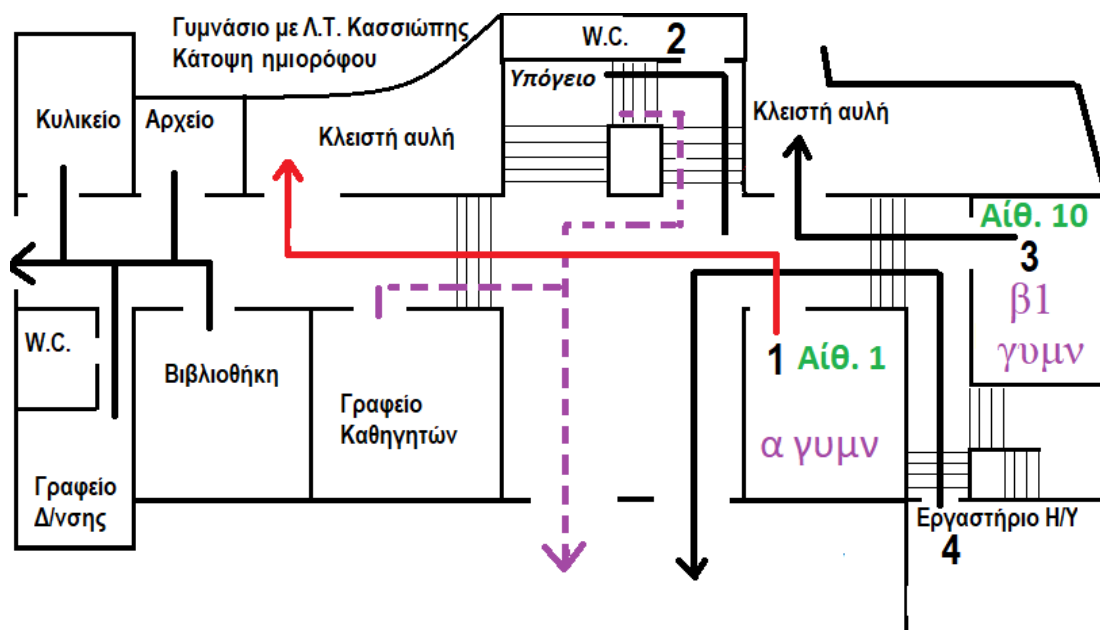 Γυμνάσιο με Λ.Τ. Κασσιώπης
Κάτοψη ημιορόφου
W.C. 2
Υπόγειο
Κυλικείο
Αρχείο
Κλειστή αυλή
Κλειστή αυλή
Αίθ. 10
3
β1
γυμν
W.C.
Βιβλιοθήκη
Γραφείο
Καθηγητών
1 Αίθ. 1
α γυμν
Γραφείο
Δ/νσης
Εργαστήριο Η/Υ
4